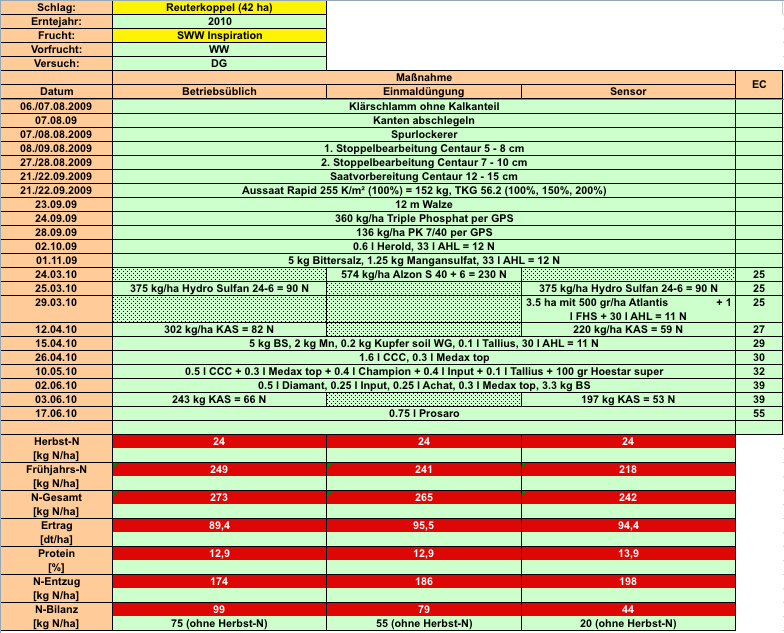 Schlag: Reuterkoppel (42 ha)
Erntejahr: 2010
Frucht: SWW Inspiration
Vorfrucht: WW
Versuch: DG
Maßnahme
EC
Datum Betriebsüblich Einmaldüngung Sensor
06./07.08.2009 Klärschlamm ohne Kalkanteil
07.08.09 Kanten abschlegeln
07./08.08.2009 Spurlockerer
08./09.08.2009 1. Stoppelbearbeitung Centaur 5 - 8 cm
27./28.08.2009 2. Stoppelbearbeitung Centaur 7 - 10 cm
21./22.09.2009 Saatvorbereitung Centaur 12 - 15 cm
21./22.09.2009 Aussaat Rapid 255 K/m² (100%) = 152 kg, TKG 56.2 (100%, 150%, 200%)
23.09.09 12 m Walze
24.09.09 360 kg/ha Triple Phosphat per GPS
28.09.09 136 kg/ha PK 7/40 per GPS
02.10.09 0.6 l Herold, 33 l AHL = 12 N
01.11.09 5 kg Bittersalz, 1.25 kg Mangansulfat, 33 l AHL = 12 N
24.03.10 574 kg/ha Alzon S 40 + 6 = 230 N 25
25.03.10 375 kg/ha Hydro Sulfan 24-6 = 90 N 375 kg/ha Hydro Sulfan 24-6 = 90 N 25
29.03.10 3.5 ha mit 500 gr/ha Atlantis + 1 25
l FHS + 30 l AHL = 11 N
12.04.10 302 kg/ha KAS = 82 N 220 kg/ha KAS = 59 N 27
15.04.10 5 kg BS, 2 kg Mn, 0.2 kg Kupfer soil WG, 0.1 l Tallius, 30 l AHL = 11 N 29
26.04.10 1.6 l CCC, 0.3 l Medax top 30
10.05.10 0.5 l CCC + 0.3 l Medax top + 0.4 l Champion + 0.4 l Input + 0.1 l Tallius + 100 gr Hoestar super 32
02.06.10 0.5 l Diamant, 0.25 l Input, 0.25 l Achat, 0.3 l Medax top, 3.3 kg BS 39
03.06.10 243 kg KAS = 66 N 197 kg KAS = 53 N 39
17.06.10 0.75 l Prosaro 55
Herbst-N 24 24 24
[kg N/ha]
Frühjahrs-N 249 241 218
[kg N/ha]
N-Gesamt 273 265 242
[kg N/ha]
Ertrag 89,4 95,5 94,4
[dt/ha]
Protein 12,9 12,9 13,9
[%]
N-Entzug 174 186 198
[kg N/ha]
N-Bilanz 99 79 44
[kg N/ha] 75 (ohne Herbst-N) 55 (ohne Herbst-N) 20 (ohne Herbst-N)